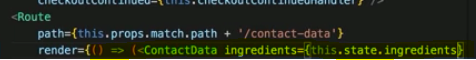 checkoutContinued={this.checkoutContinuedHandler} />
<Route
path={this.props.match.path + '/contact-data'}
render={() => (<ContactData ingredients={this.state.ingredients}